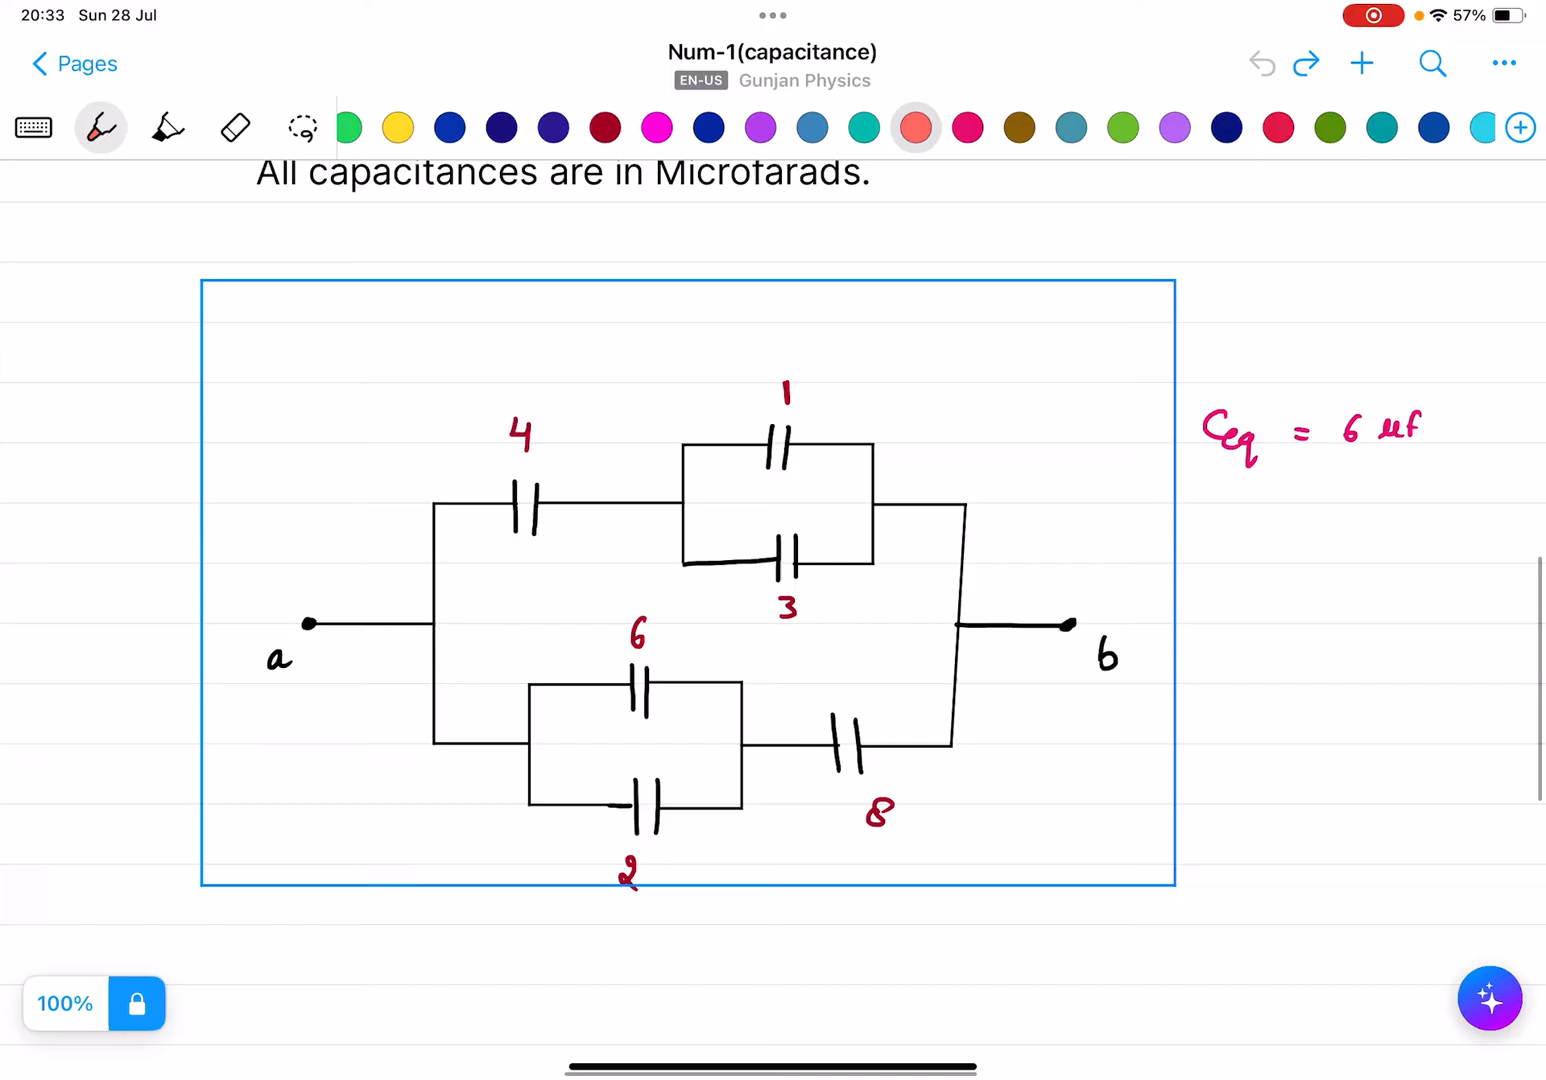 20:33 Sun 28 Jul
57%
Pages
Num-1(capacitance)
EN-US Gunjan Physics
All capacitances are in Microfarads.
1
4
Ceq = 6 μf
3
6
a
b
8
2
100%